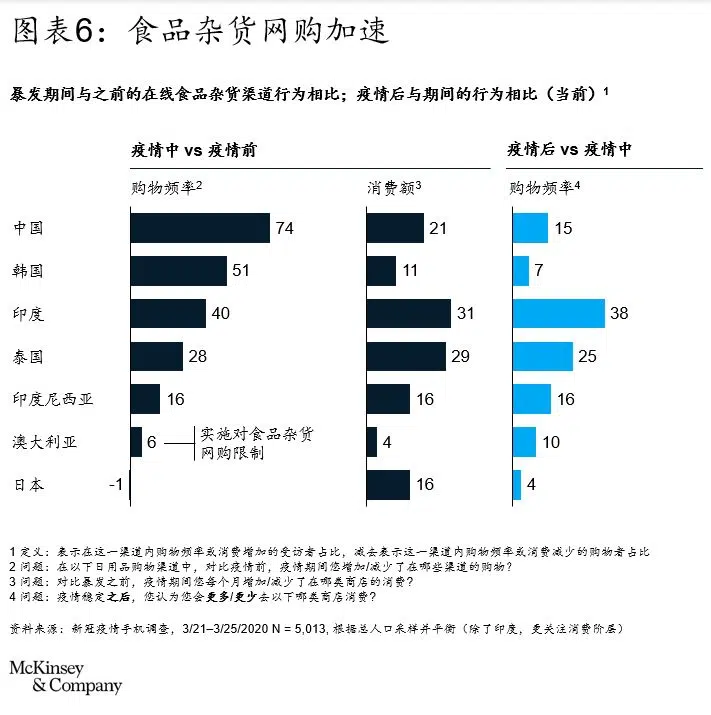 图表6：食品杂货网购加速
暴发期间与之前的在线食品杂货渠道行为相比；疫情后与期间的行为相比（当前）1
疫情中 vs 疫情前
疫情后 vs 疫情中
购物频率2
消费额3
购物频率4
中国 74 21 15
韩国 51 11 7
印度 40 31 38
泰国 28 29 25
印度尼西亚 16 16 16
澳大利亚 6 实施对食品杂货 4 10
网购限制
日本 -1 16 4
1 定义：表示在这一渠道内购物频率或消费增加的受访者占比，减去表示这一渠道内购物频率或消费减少的购物者占比
2 问题：在以下日用品购物渠道中，对比疫情前，疫情期间您增加/减少了在哪些渠道的购物？
3 问题：对比暴发之前，疫情期间您每个月增加/减少了在哪类商店的消费？
4 问题：疫情稳定之后，您认为您会更多/更少去以下哪类商店消费？
资料来源：新冠疫情手机调查，3/21–3/25/2020 N = 5,013, 根据总人口采样并平衡（除了印度，更关注消费阶层）
McKinsey
& Company